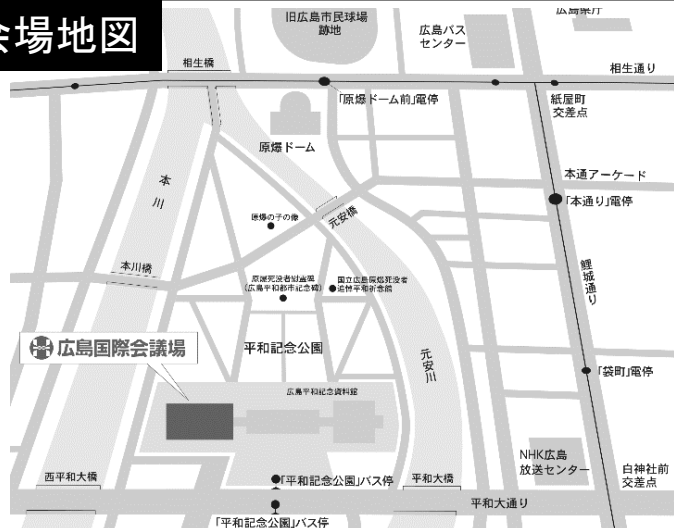 会場地図
旧広島市民球場
跡地
広島バス
センター
広島県庁
相生橋
相生通り
「原爆ドーム前」電停
紙屋町
交差点
原爆ドーム
本川
本通アーケード
「本通り」電停
原爆の子の像
元安橋
本川橋
鯉城通り
原爆死没者慰霊碑
(広島平和都市記念碑)
国立広島原爆死没者
追悼平和祈念館
広島国際会議場
平和記念公園
元安川
「袋町」電停
広島平和記念資料館
NHK広島
放送センター
白神社前
交差点
西平和大橋
「平和記念公園」バス停
平和大橋
平和大通り
「平和記念公園」バス停